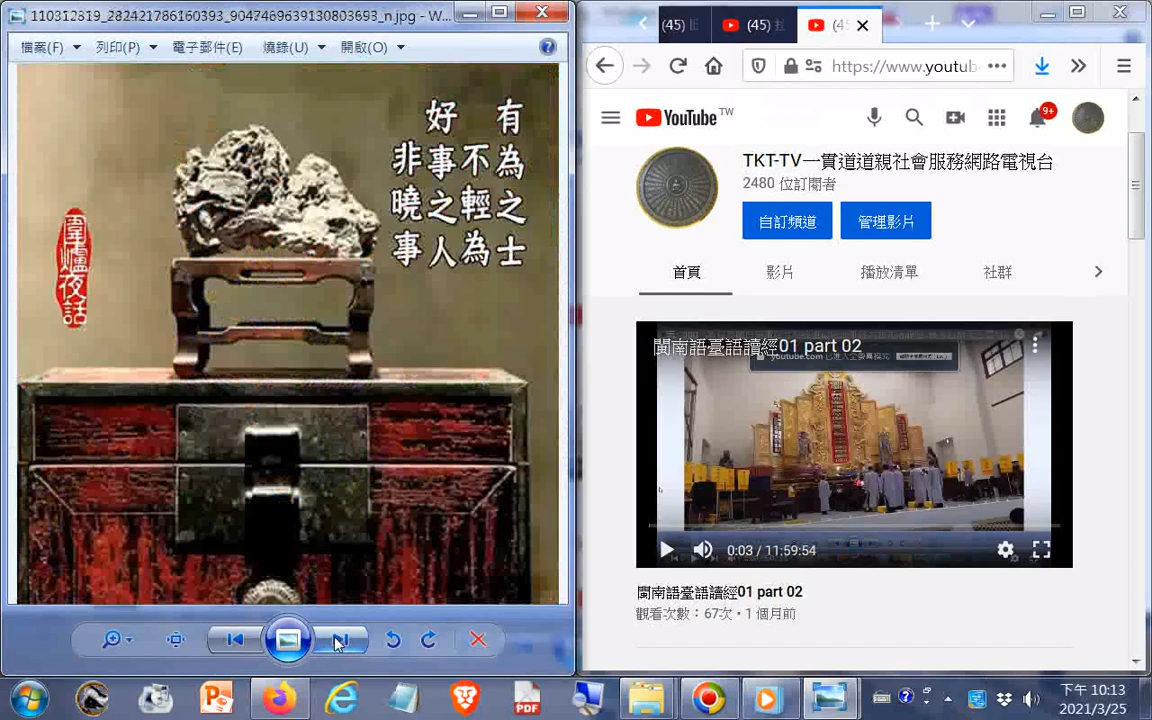 110312819_282421786160393_9047469639130803693_n.jpg - W...
檔案(F)
列印(P)
電子郵件(E)
燒錄(U)
開啟(O)
有為之士
不輕為
好事之人
非曉事
圍爐夜話
(45)
(45)
(4
https://www.youtub
YouTube TW
9+
TKT-TV一貫道道親社會服務網路電視台
2480 位訂閱者
自訂頻道
管理影片
首頁
影片
播放清單
社群
閩南語臺語讀經01 part 02
youtube.com
0:03 / 11:59:54
閩南語臺語讀經01 part 02
觀看次數：67次 • 1 個月前
PDF
下午 10:13
2021/3/25